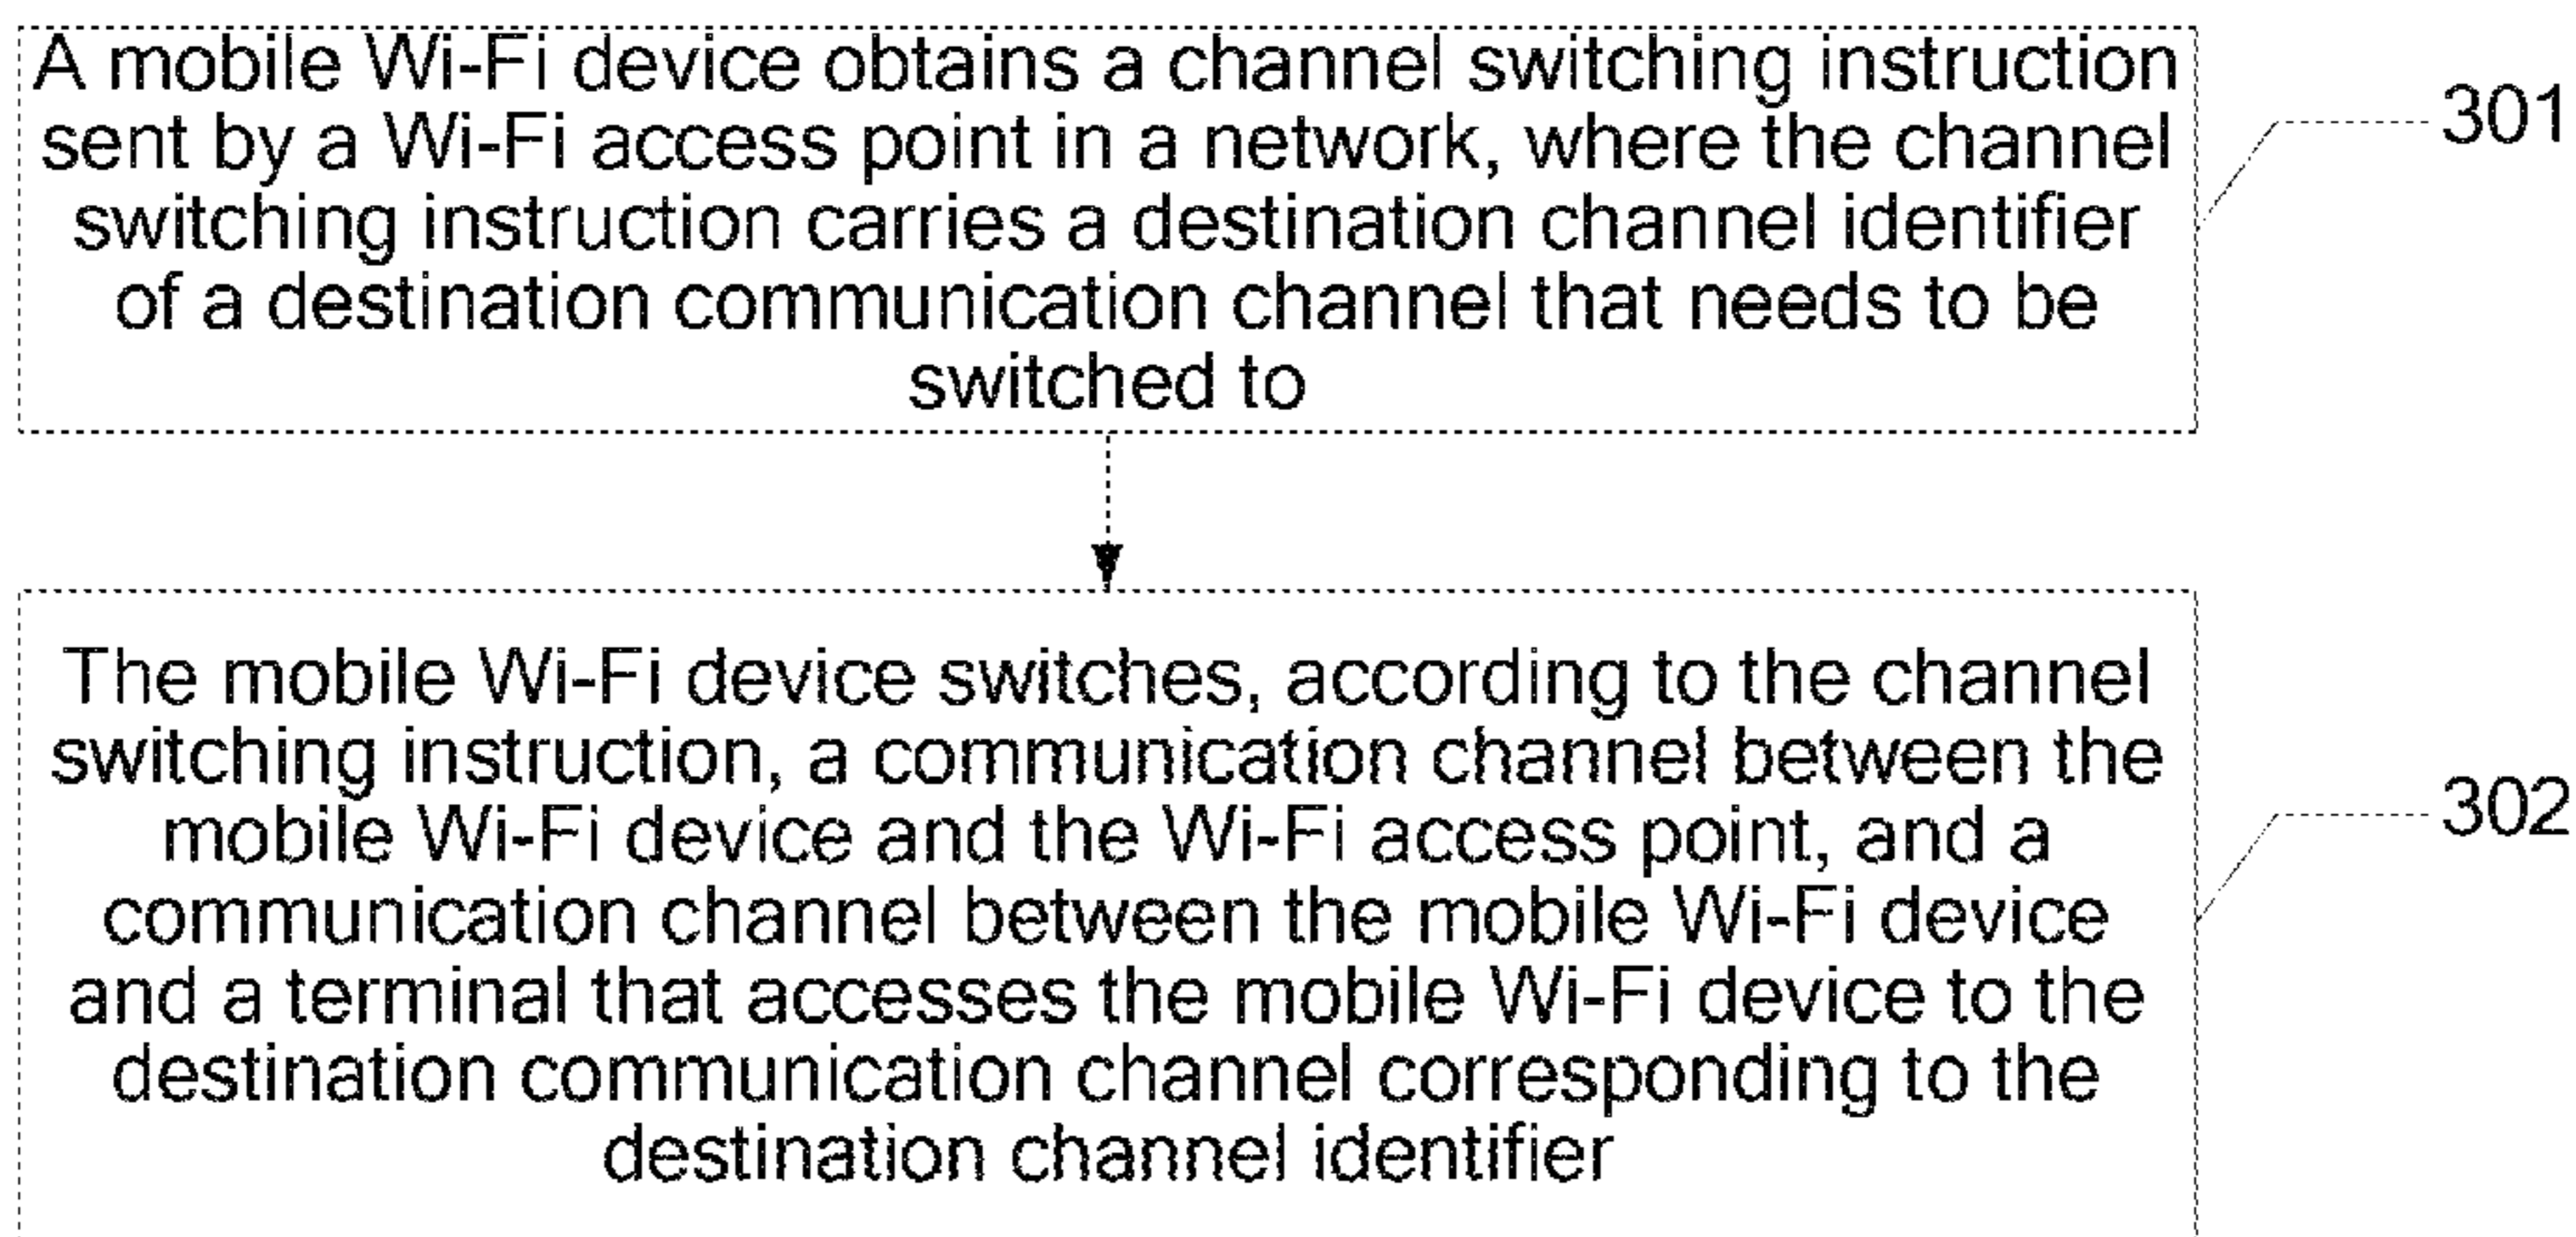 A mobile Wi-Fi device obtains a channel switching instruction
sent by a Wi-Fi access point in a network, where the channel
switching instruction carries a destination channel identifier
of a destination communication channel that needs to be
switched to
301
The mobile Wi-Fi device switches, according to the channel
switching instruction, a communication channel between the
mobile Wi-Fi device and the Wi-Fi access point, and a
communication channel between the mobile Wi-Fi device
and a terminal that accesses the mobile Wi-Fi device to the
destination communication channel corresponding to the
destination channel identifier
302